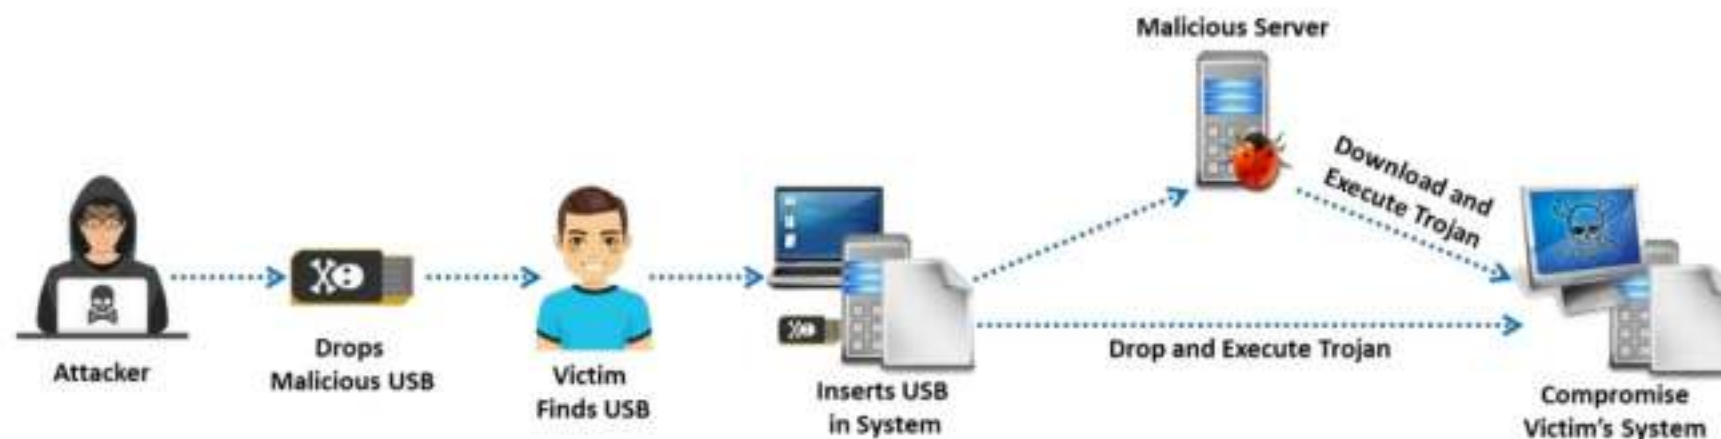 Malicious Server
Download and
Execute Trojan
Attacker
Drops
Malicious USB
Victim
Finds USB
Inserts USB
in System
Drop and Execute Trojan
Compromise
Victim's System